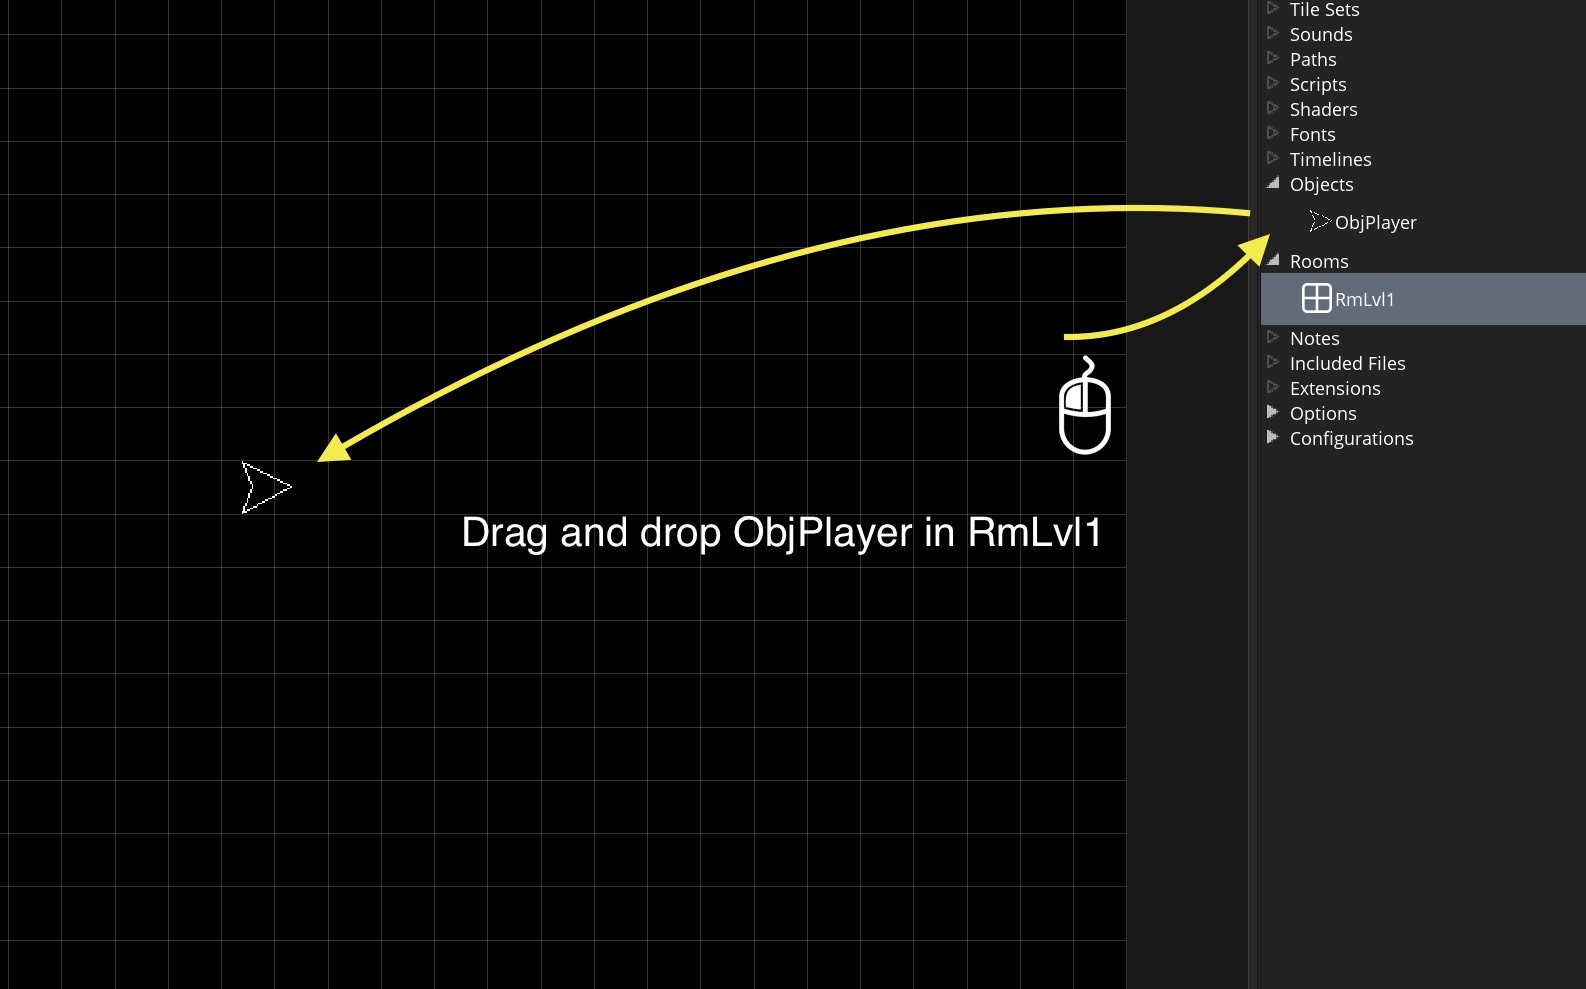 Tile Sets
Sounds
Paths
Scripts
Shaders
Fonts
Timelines
Objects
ObjPlayer
Rooms
RmLvl1
Notes
Included Files
Extensions
Options
Configurations
Drag and drop ObjPlayer in RmLvl1